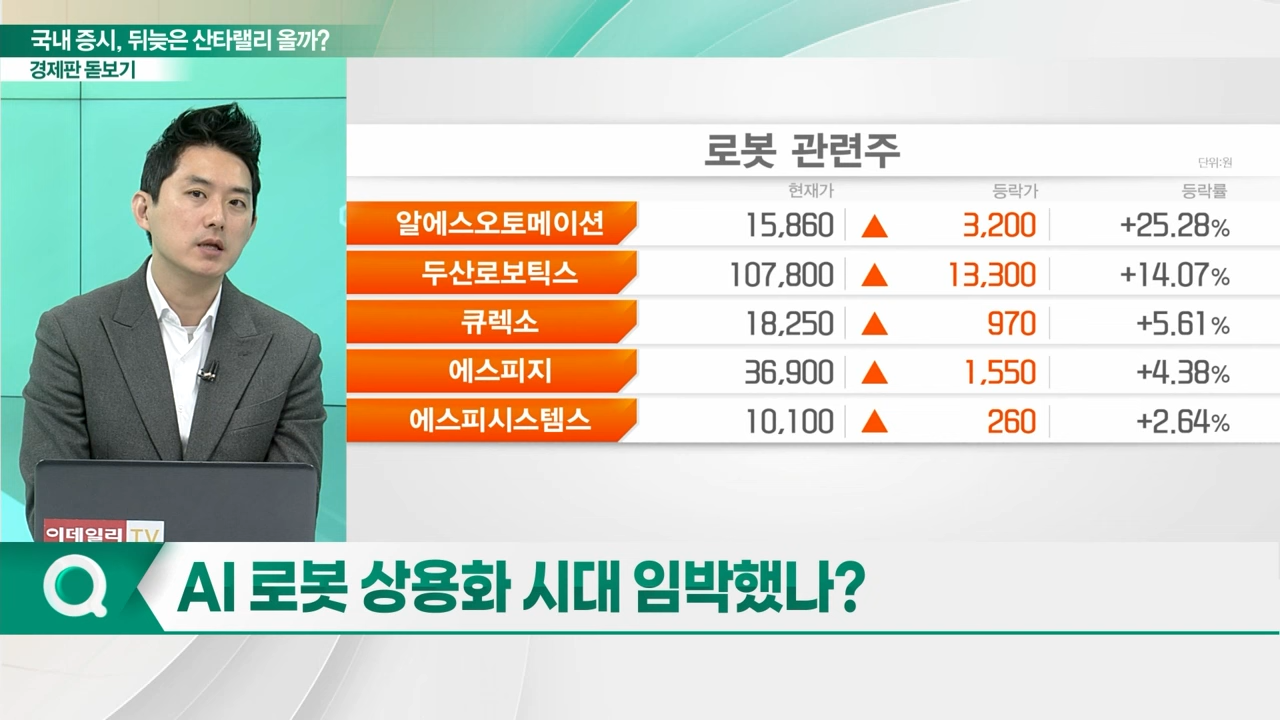 국내 증시, 뒤늦은 산타랠리 올까?
경제판 돋보기
로봇 관련주
단위:원
현재가 등락가 등락률
알에스오토메이션 15,860 ▲ 3,200 +25.28%
두산로보틱스 107,800 ▲ 13,300 +14.07%
큐렉소 18,250 ▲ 970 +5.61%
에스피지 36,900 ▲ 1,550 +4.38%
에스피시스템스 10,100 ▲ 260 +2.64%
이데일리 TV
AI 로봇 상용화 시대 임박했나?